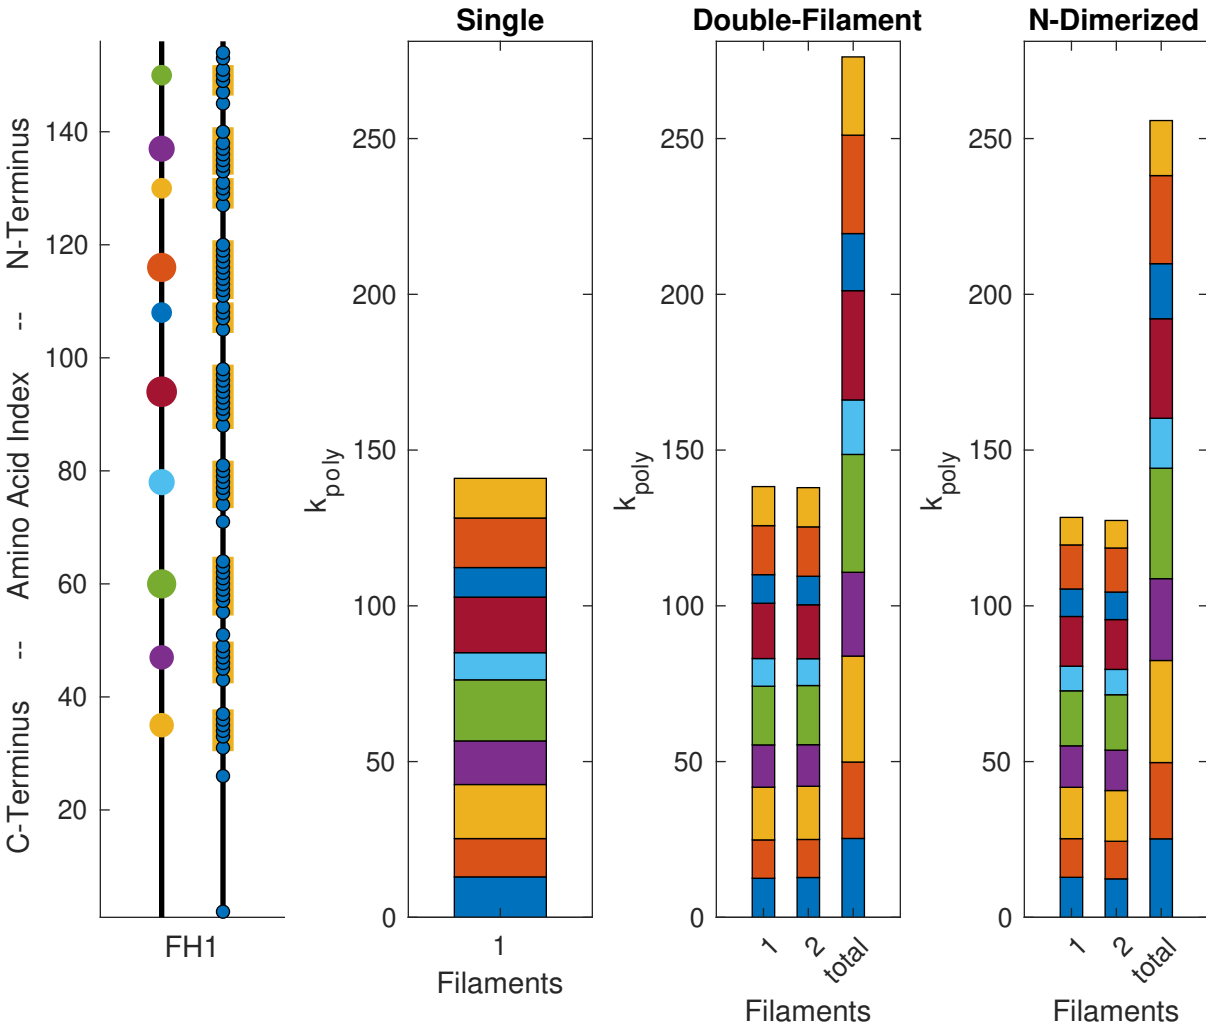 Single
Double-Filament
N-Dimerized
C-Terminus -- Amino Acid Index -- N-Terminus
140
120
100
80
60
40
20
FH1
k_poly
250
200
150
100
50
0
1
Filaments
k_poly
250
200
150
100
50
0
1
2
total
Filaments
k_poly
250
200
150
100
50
0
1
2
total
Filaments